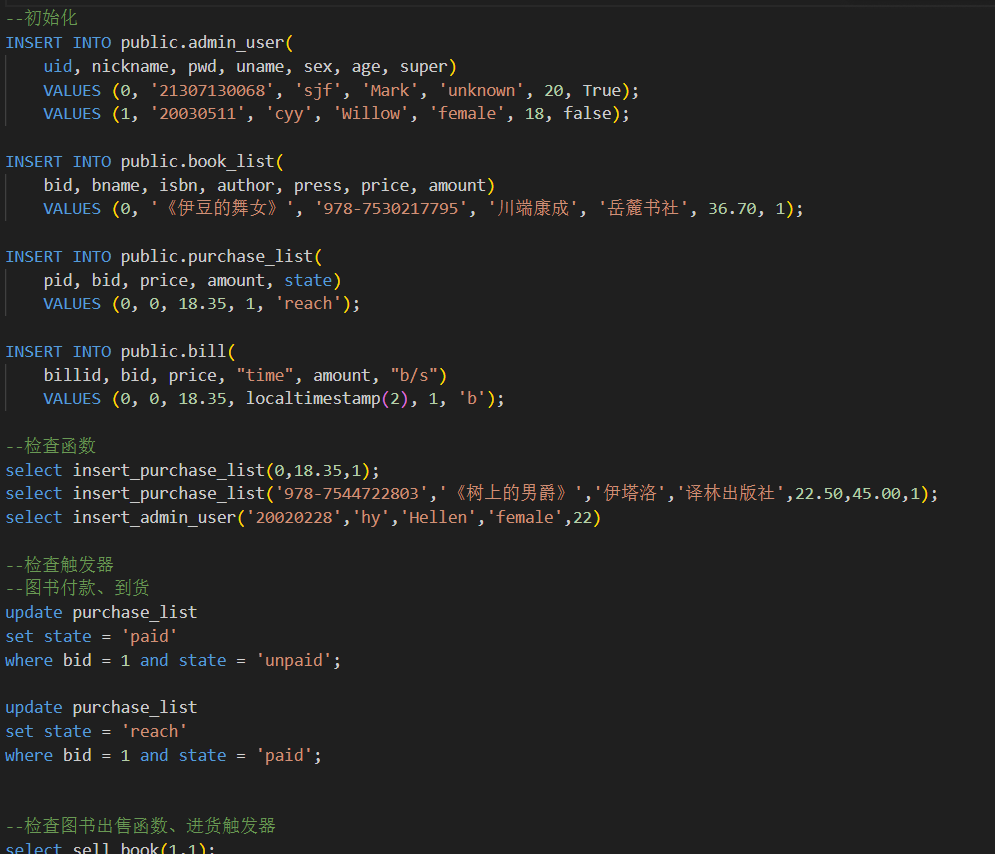 --初始化
INSERT INTO public.admin_user(
uid, nickname, pwd, uname, sex, age, super)
VALUES (0, '21307130068', 'sjf', 'Mark', 'unknown', 20, True);
VALUES (1, '20030511', 'cyy', 'Willow', 'female', 18, false);
INSERT INTO public.book_list(
bid, bname, isbn, author, press, price, amount)
VALUES (0, '《伊豆的舞女》', '978-7530217795', '川端康成', '岳麓书社', 36.70, 1);
INSERT INTO public.purchase_list(
pid, bid, price, amount, state)
VALUES (0, 0, 18.35, 1, 'reach');
INSERT INTO public.bill(
billid, bid, price, "time", amount, "b/s")
VALUES (0, 0, 18.35, localtimestamp(2), 1, 'b');
--检查函数
select insert_purchase_list(0,18.35,1);
select insert_purchase_list('978-7544722803','《树上的男爵》','伊塔洛','译林出版社',22.50,45.00,1);
select insert_admin_user('20020228','hy','Hellen','female',22)
--检查触发器
--图书付款、到货
update purchase_list
set state = 'paid'
where bid = 1 and state = 'unpaid';
update purchase_list
set state = 'reach'
where bid = 1 and state = 'paid';
--检查图书出售函数、进货触发器
select sell_book(1,1);